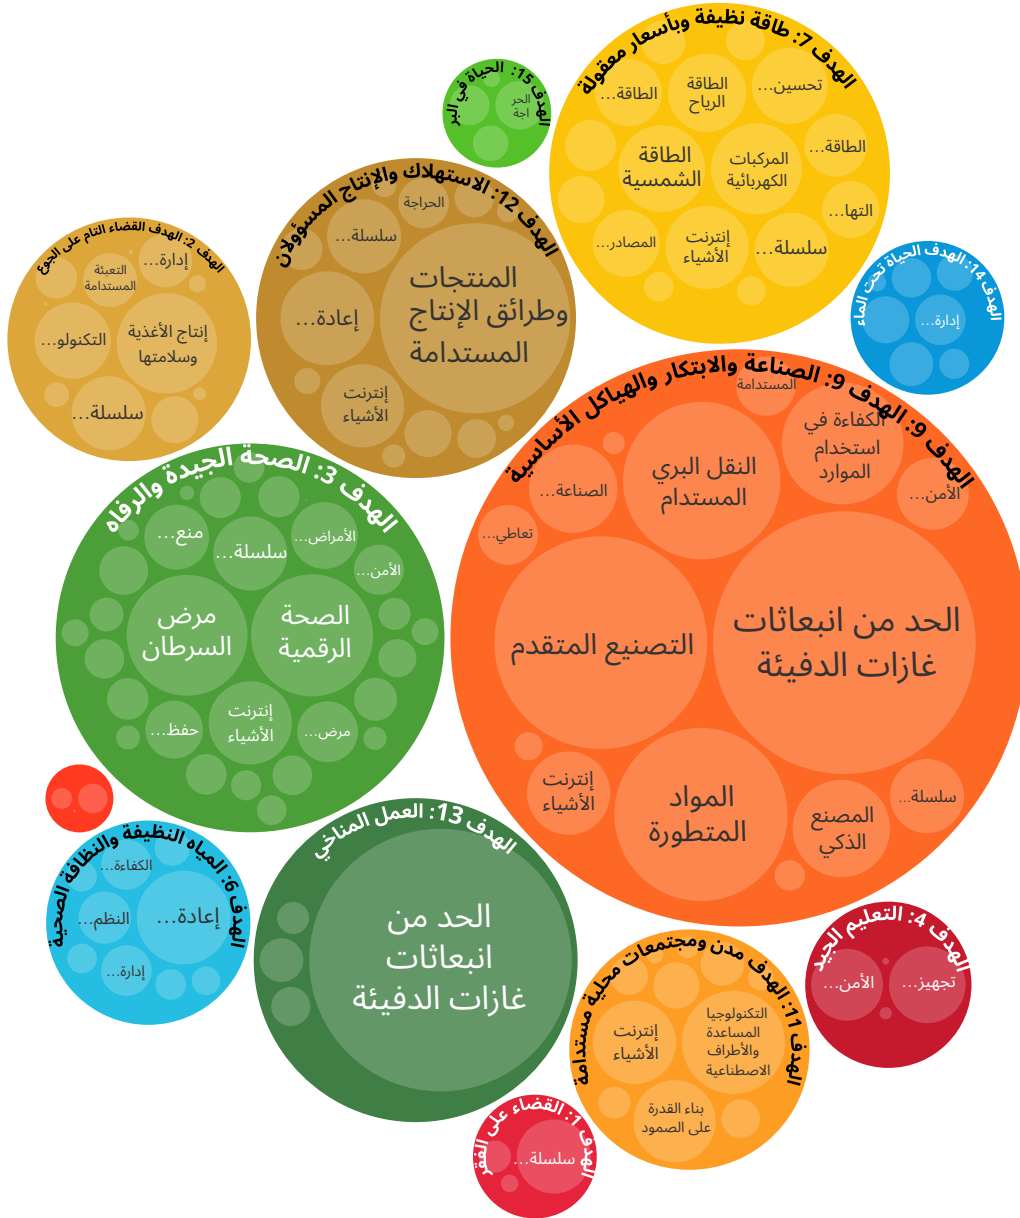 الهدف 7: طاقة نظيفة وبأسعار معقولة
تحسين...
الطاقة
الرياح
الطاقة...
الطاقة...
المركبات
الكهربائية
الطاقة
الشمسية
التها...
سلسلة...
إنترنت
الأشياء
المصادر...
الهدف 15: الحياة في البر
الحر
اجة
الهدف 12: الاستهلاك والإنتاج المسؤولان
الحراجة
سلسلة...
المنتجات
وطرائق الإنتاج
المستدامة
إعادة...
إنترنت
الأشياء
الهدف 2: الهدف القضاء التام على الجوع
إدارة...
التعبئة
المستدامة
إنتاج الأغذية
وسلامتها
التكنولو...
سلسلة...
الهدف 14: الهدف الحياة تحت الماء
إدارة...
الهدف 9: الهدف 9: الصناعة والابتكار والهياكل الأساسية
المستدامة
الكفاءة في
استخدام
الموارد
الأمن...
النقل البري
المستدام
الصناعة...
تعاطي...
الحد من انبعاثات
غازات الدفيئة
التصنيع المتقدم
المواد
المتطورة
إنترنت
الأشياء
سلسلة...
المصنع
الذكي
الهدف 3: الصحة الجيدة والرفاه
منع...
سلسلة...
الأمراض...
الأمن...
الصحة
الرقمية
مرض
السرطان
إنترنت
الأشياء
حفظ...
مرض...
الهدف 6: المياه النظيفة والنظافة الصحية
الكفاءة...
إعادة...
النظم...
إدارة...
الهدف 13: العمل المناخي
الحد من
انبعاثات
غازات الدفيئة
الهدف 4: التعليم الجيد
تجهيز...
الأمن...
الهدف 11: الهدف مدن ومجتمعات محلية مستدامة
التكنولوجيا
المساعدة
والأطراف
الاصطناعية
إنترنت
الأشياء
بناء القدرة
على الصمود
الهدف 1: القضاء على الفقر
سلسلة...